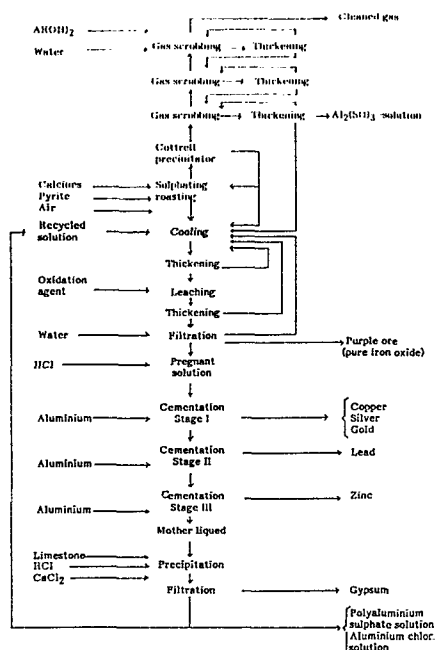 Cleaned gas
Al(OH)2
Water
Gas scrubbing
Thickening
Gas scrubbing
Thickening
Gas scrubbing
Thickening
Al2(SO4)3 -solution
Cottrell
precipitator
Calciors
Pyrite
Air
Sulphating
roasting
Recycled
solution
Cooling
Thickening
Oxidation
agent
Leaching
Thickening
Water
Filtration
Purple ore
(pure iron oxide)
HCl
Pregnant
solution
Aluminium
Cementation
Stage I
Copper
Silver
Gold
Aluminium
Cementation
Stage II
Lead
Aluminium
Cementation
Stage III
Zinc
Mother liqued
Limestone
HCl
CaCl2
Precipitation
Filtration
Gypsum
Polyaluminium
sulphate solution
Aluminium chlor.
solution